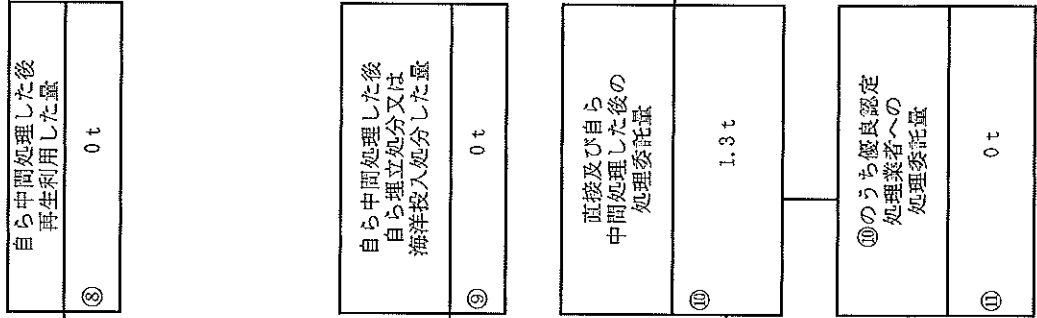 自ら中間処理した後
再生利用した量
⑧
0 t
自ら中間処理した後
自ら埋立処分又は
海洋投入処分した量
⑨
0 t
直接及び自ら
中間処理した後の
処理委託量
⑩
1.3 t
⑩のうち優良認定
処理業者への
処理委託量
⑪
0 t